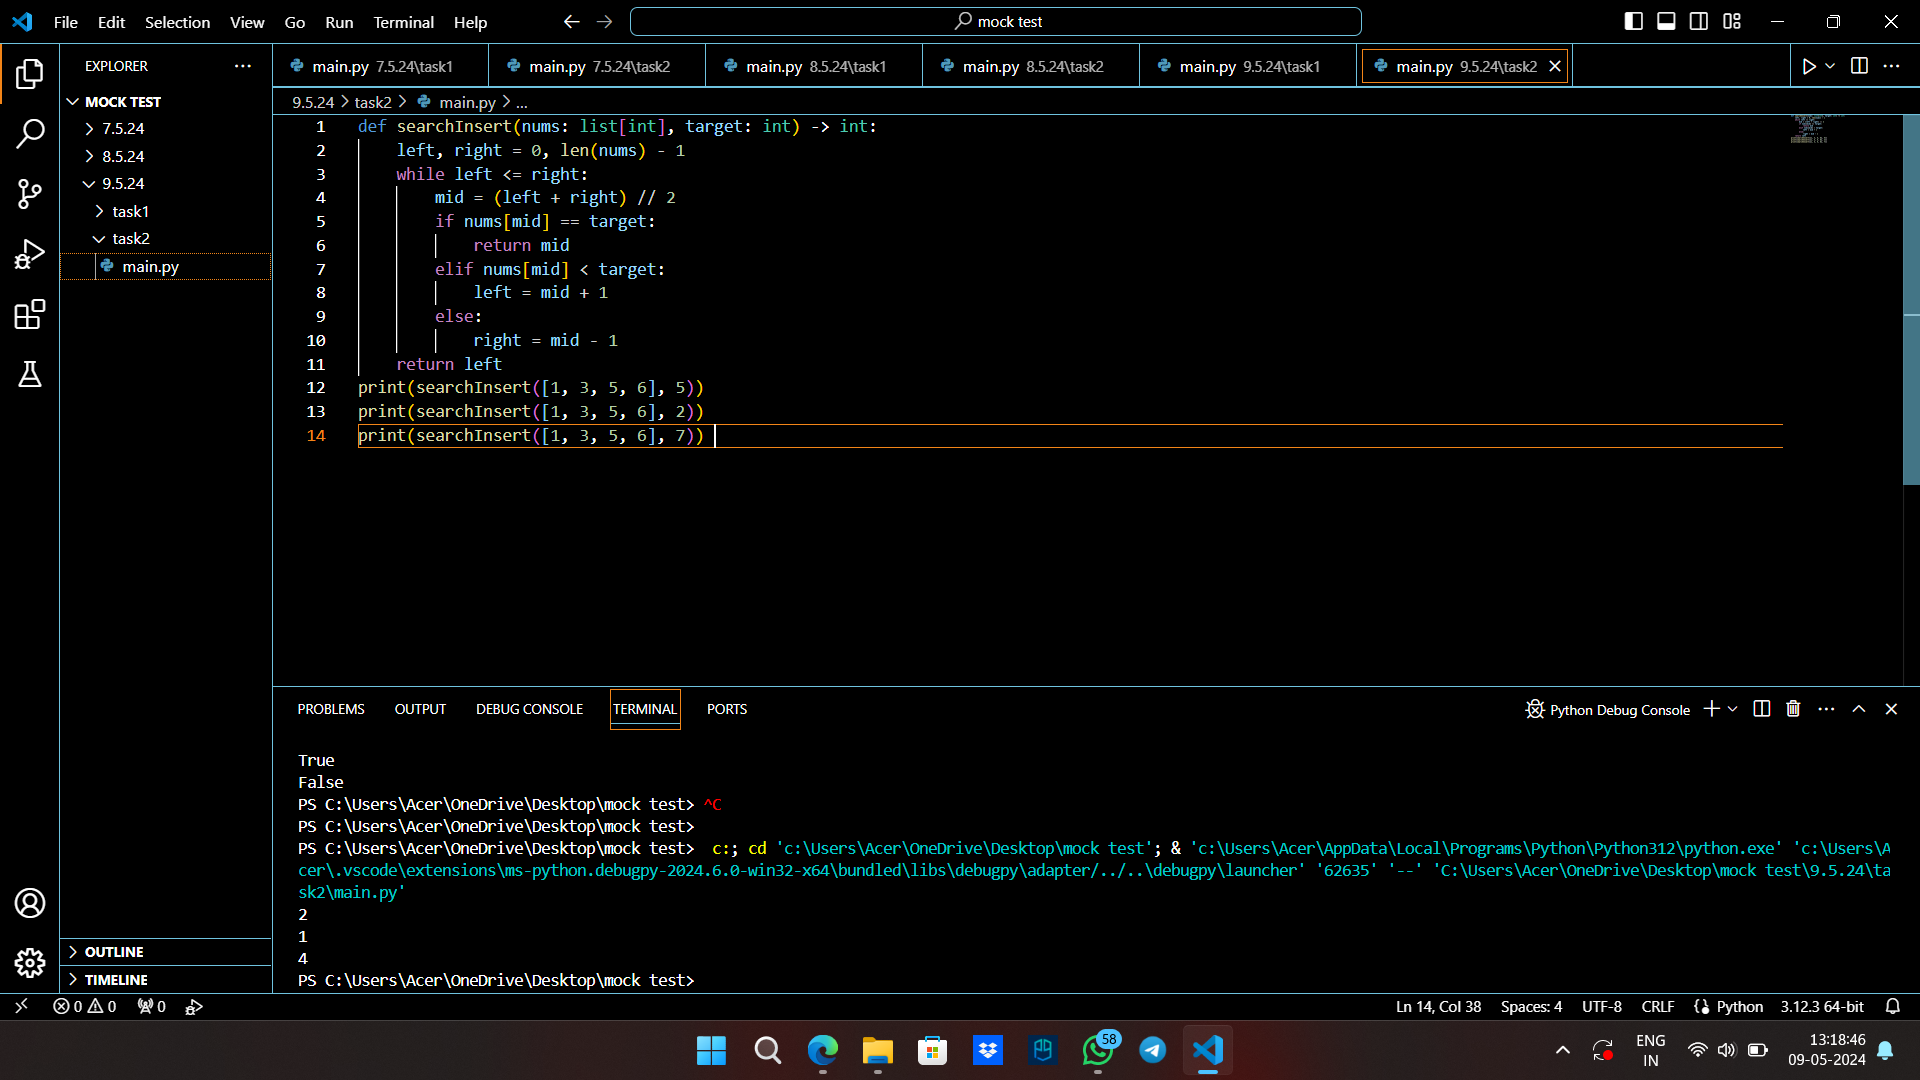 File Edit Selection View Go Run Terminal Help
mock test
EXPLORER
main.py 7.5.24\task1
main.py 7.5.24\task2
main.py 8.5.24\task1
main.py 8.5.24\task2
main.py 9.5.24\task1
main.py 9.5.24\task2
MOCK TEST
7.5.24
8.5.24
9.5.24
task1
task2
main.py
9.5.24 > task2 > main.py > ...
1 def searchInsert(nums: list[int], target: int) -> int:
2     left, right = 0, len(nums) - 1
3     while left <= right:
4         mid = (left + right) // 2
5         if nums[mid] == target:
6             return mid
7         elif nums[mid] < target:
8             left = mid + 1
9         else:
10             right = mid - 1
11     return left
12 print(searchInsert([1, 3, 5, 6], 5))
13 print(searchInsert([1, 3, 5, 6], 2))
14 print(searchInsert([1, 3, 5, 6], 7))
PROBLEMS OUTPUT DEBUG CONSOLE TERMINAL PORTS
Python Debug Console
True
False
PS C:\Users\Acer\OneDrive\Desktop\mock test> ^C
PS C:\Users\Acer\OneDrive\Desktop\mock test>
PS C:\Users\Acer\OneDrive\Desktop\mock test>  c:; cd 'c:\Users\Acer\OneDrive\Desktop\mock test'; & 'c:\Users\Acer\AppData\Local\Programs\Python\Python312\python.exe' 'c:\Users\A
cer\.vscode\extensions\ms-python.debugpy-2024.6.0-win32-x64\bundled\libs\debugpy\adapter/../..\debugpy\launcher' '62635' '--' 'C:\Users\Acer\OneDrive\Desktop\mock test\9.5.24\ta
sk2\main.py'
2
1
4
PS C:\Users\Acer\OneDrive\Desktop\mock test>
OUTLINE
TIMELINE
0 0 0
Ln 14, Col 38 Spaces: 4 UTF-8 CRLF Python 3.12.3 64-bit
58
ENG
IN
13:18:46
09-05-2024